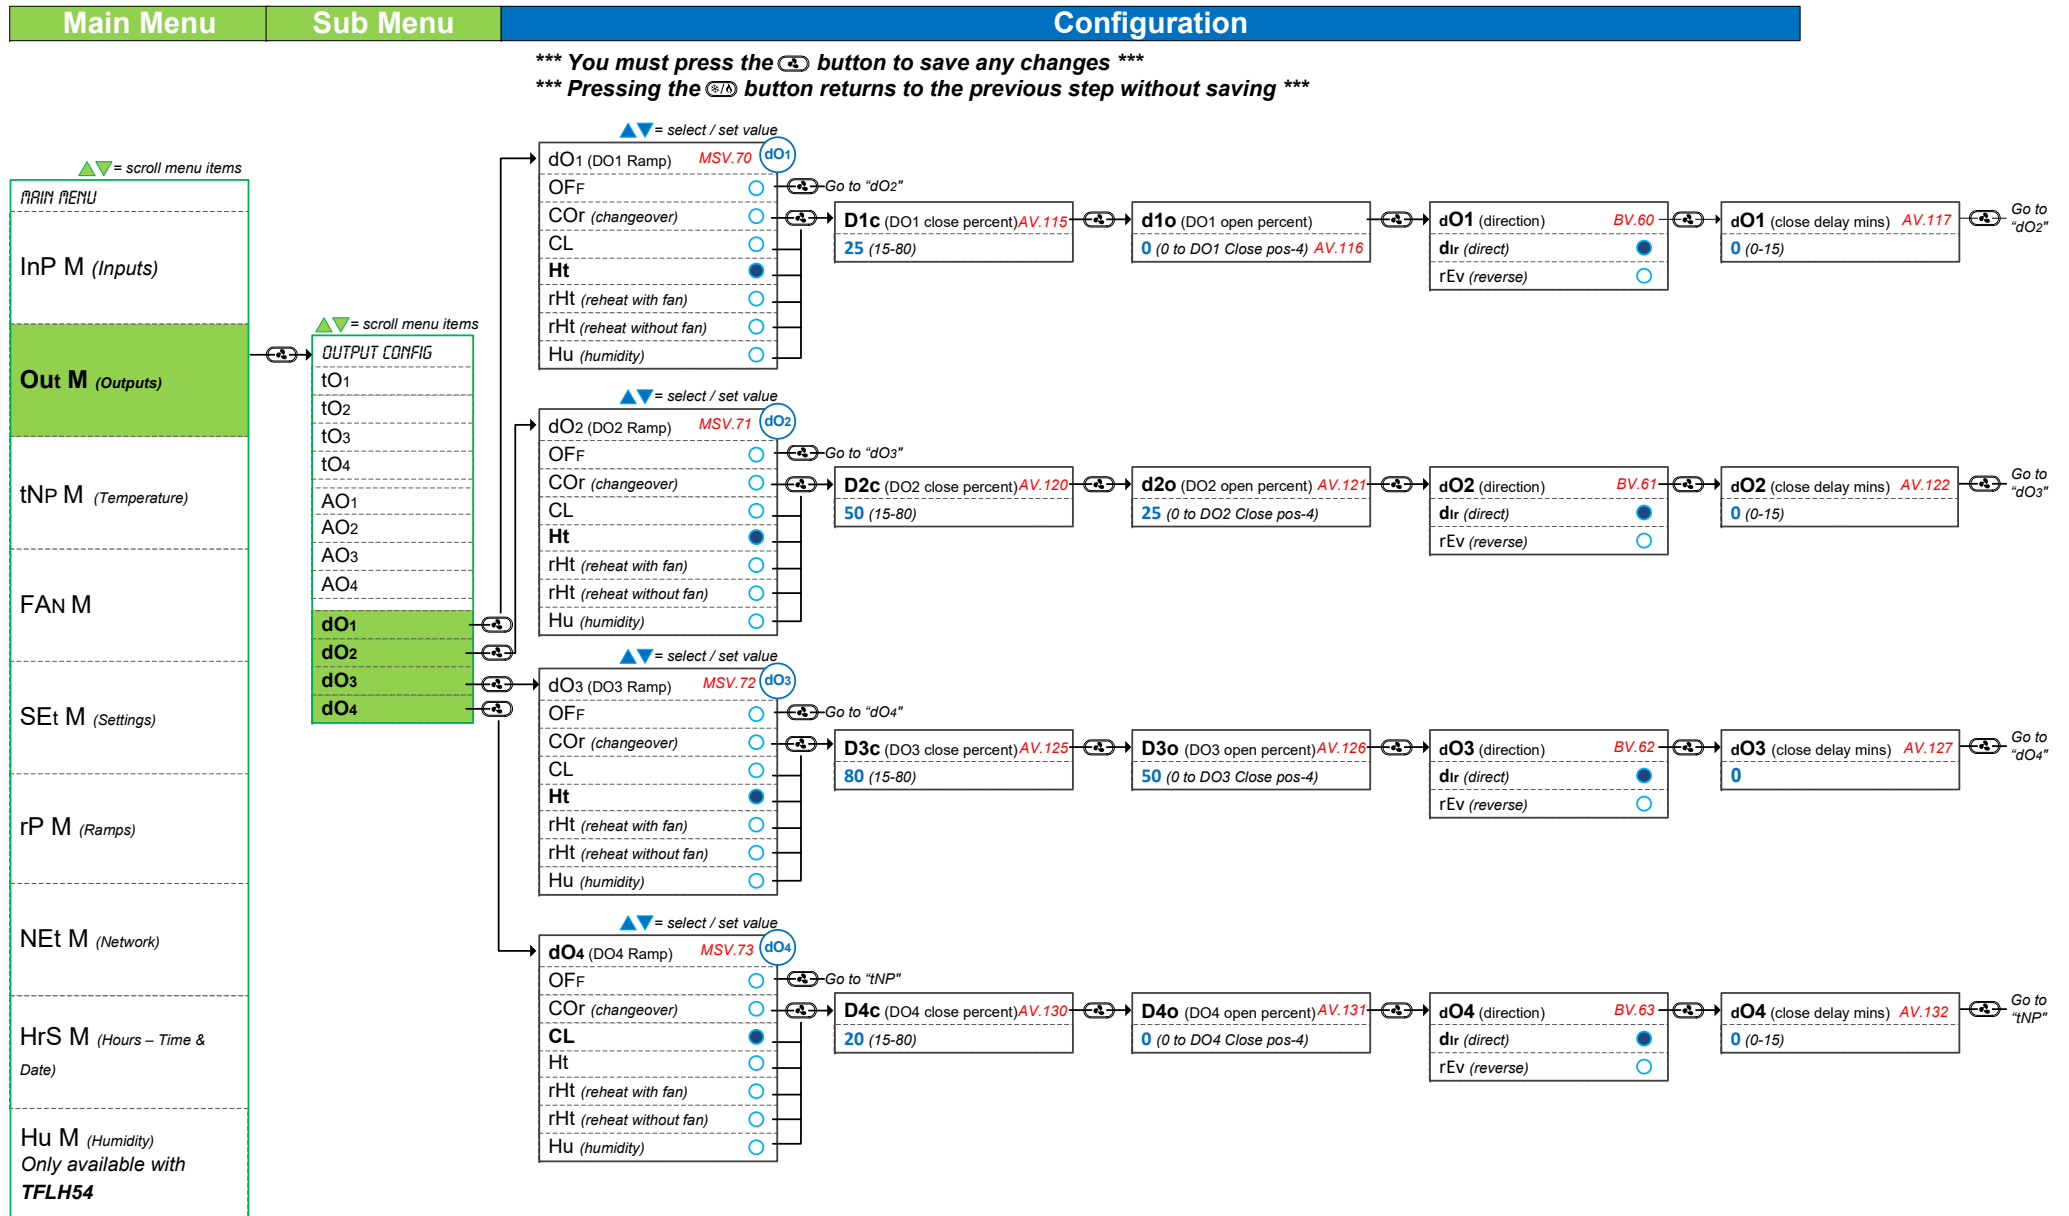 Main Menu Sub Menu Configuration
*** You must press the button to save any changes ***
*** Pressing the button returns to the previous step without saving ***
= scroll menu items
MAIN MENU
InP M (Inputs)
Out M (Outputs)
tNP M (Temperature)
FAN M
SEt M (Settings)
rP M (Ramps)
NEt M (Network)
HrS M (Hours – Time &
Date)
Hu M (Humidity)
Only available with
TFLH54
= scroll menu items
OUTPUT CONFIG
tO1
tO2
tO3
tO4
AO1
AO2
AO3
AO4
dO1
dO2
dO3
dO4
= select / set value
dO1 (DO1 Ramp) MSV.70 dO1
OFF Go to "dO2"
COr (changeover)
CL
Ht
rHt (reheat with fan)
rHt (reheat without fan)
Hu (humidity)
D1c (DO1 close percent) AV.115
25 (15-80)
d1o (DO1 open percent)
0 (0 to DO1 Close pos-4) AV.116
dO1 (direction) BV.60
dIr (direct)
rEv (reverse)
dO1 (close delay mins) AV.117
0 (0-15)
Go to
"dO2"
= select / set value
dO2 (DO2 Ramp) MSV.71 dO2
OFF Go to “dO3"
COr (changeover)
CL
Ht
rHt (reheat with fan)
rHt (reheat without fan)
Hu (humidity)
D2c (DO2 close percent) AV.120
50 (15-80)
d2o (DO2 open percent) AV.121
25 (0 to DO2 Close pos-4)
dO2 (direction) BV.61
dIr (direct)
rEv (reverse)
dO2 (close delay mins) AV.122
0 (0-15)
Go to
“dO3"
= select / set value
dO3 (DO3 Ramp) MSV.72 dO3
OFF Go to “dO4"
COr (changeover)
CL
Ht
rHt (reheat with fan)
rHt (reheat without fan)
Hu (humidity)
D3c (DO3 close percent) AV.125
80 (15-80)
D3o (DO3 open percent) AV.126
50 (0 to DO3 Close pos-4)
dO3 (direction) BV.62
dIr (direct)
rEv (reverse)
dO3 (close delay mins) AV.127
0
Go to
“dO4"
= select / set value
dO4 (DO4 Ramp) MSV.73 dO4
OFF Go to “tNP"
COr (changeover)
CL
Ht
rHt (reheat with fan)
rHt (reheat without fan)
Hu (humidity)
D4c (DO4 close percent) AV.130
20 (15-80)
D4o (DO4 open percent) AV.131
0 (0 to DO4 Close pos-4)
dO4 (direction) BV.63
dIr (direct)
rEv (reverse)
dO4 (close delay mins) AV.132
0 (0-15)
Go to
“tNP"